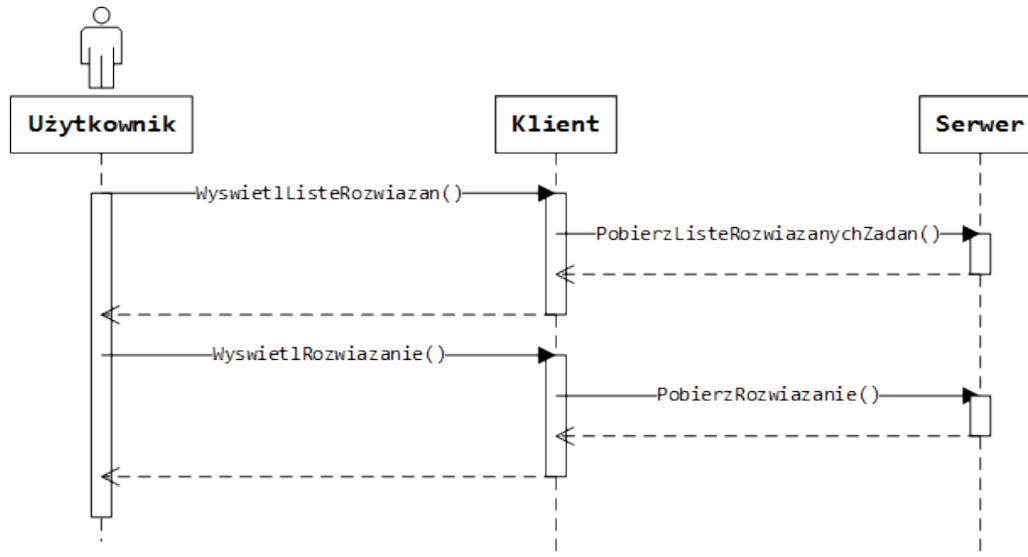 Użytkownik
Klient
Serwer
WyswietlListeRozwiazan()
PobierzListeRozwiazanychZadan()
WyswietlRozwiazanie()
PobierzRozwiazanie()